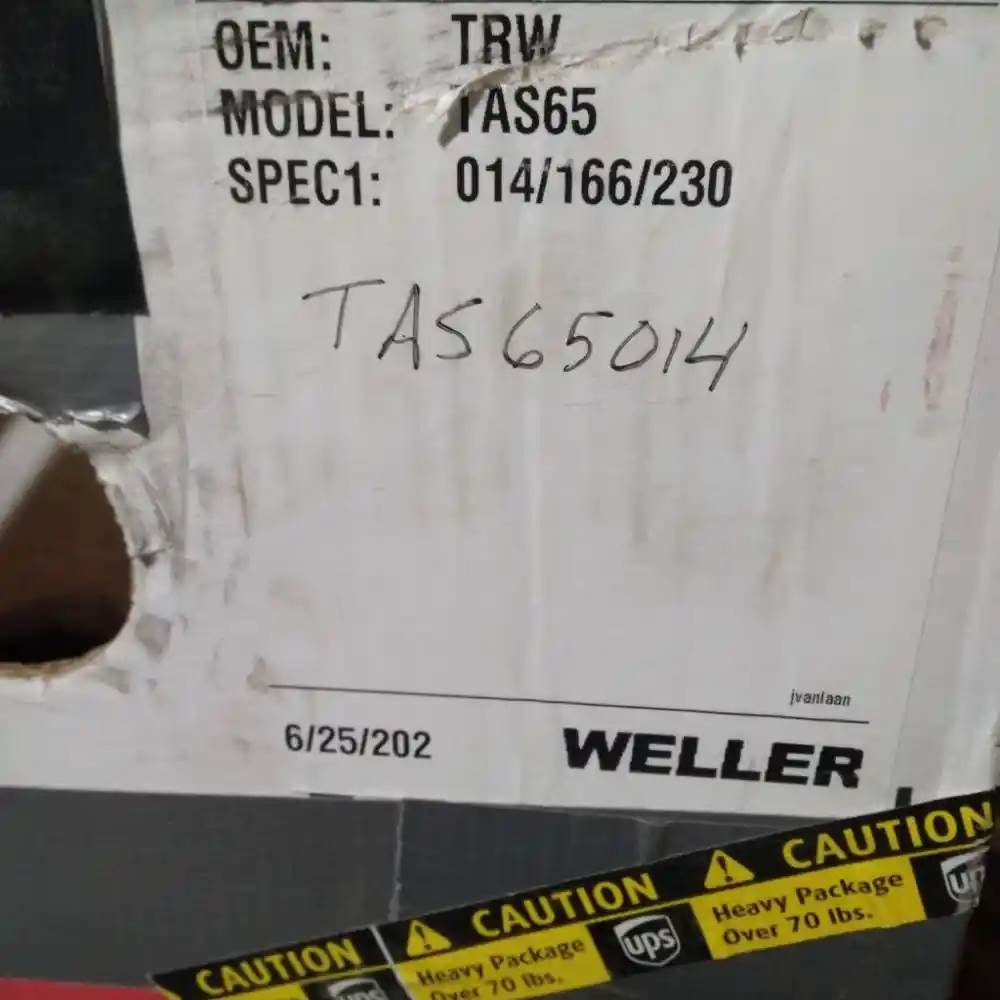 OEM: TRW
MODEL: TAS65
SPEC1: 014/166/230
TAS65014
jvanlaan
6/25/202 WELLER
CAUTION
CAUTION
Heavy Package
Over 70 lbs.
ups
CAUTION
Heavy Package
Over 70 lbs.
ups